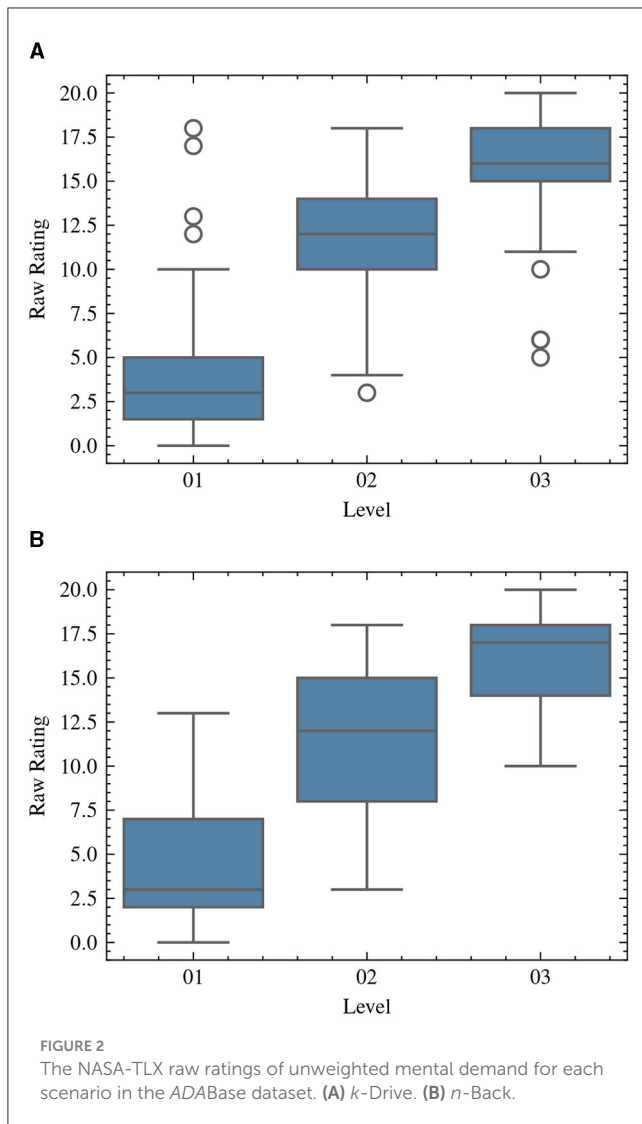 A
20.0
17.5
15.0
12.5
10.0
7.5
5.0
2.5
0.0
Raw Rating
01 02 03
Level
B
20.0
17.5
15.0
12.5
10.0
7.5
5.0
2.5
0.0
Raw Rating
01 02 03
Level
FIGURE 2
The NASA-TLX raw ratings of unweighted mental demand for each
scenario in the ADABase dataset. (A) k-Drive. (B) n-Back.